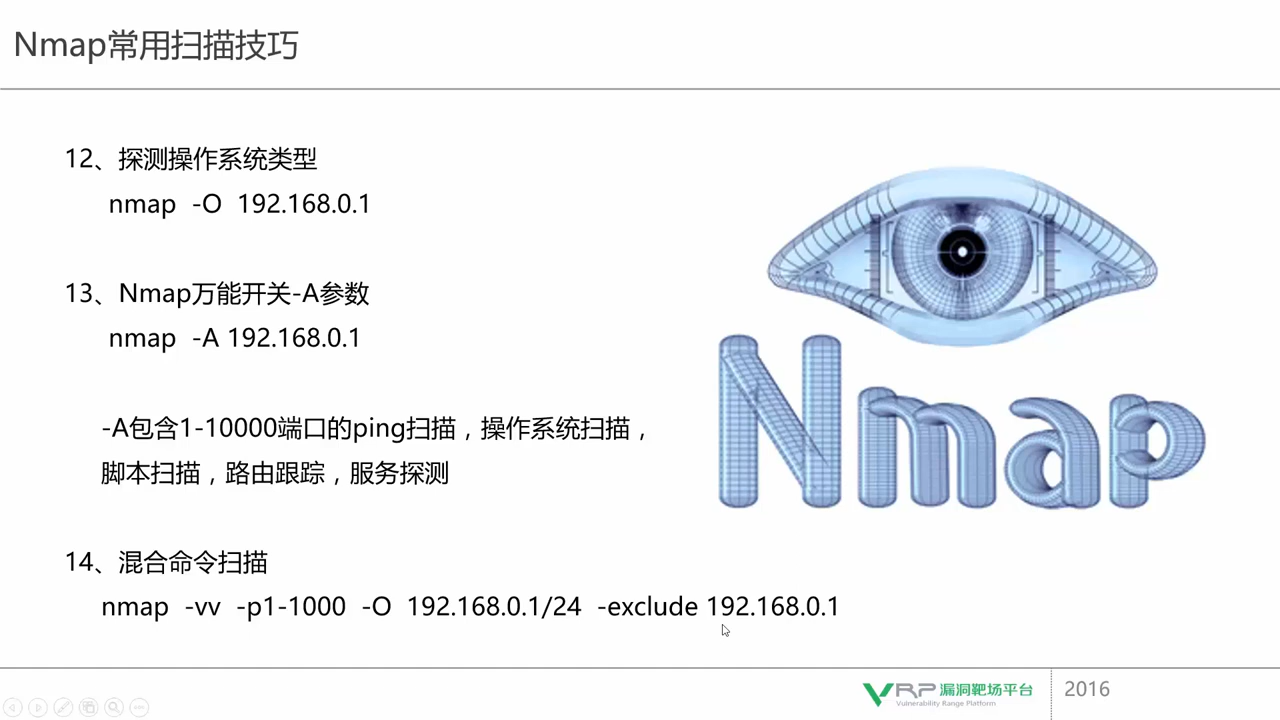 Nmap常用扫描技巧
12、探测操作系统类型
nmap -O 192.168.0.1
13、Nmap万能开关-A参数
nmap -A 192.168.0.1
-A包含1-10000端口的ping扫描，操作系统扫描，
脚本扫描，路由跟踪，服务探测
14、混合命令扫描
nmap -vv -p1-1000 -O 192.168.0.1/24 -exclude 192.168.0.1
Nmap
VRP 漏洞靶场平台
Vulnerability Range Platform
2016